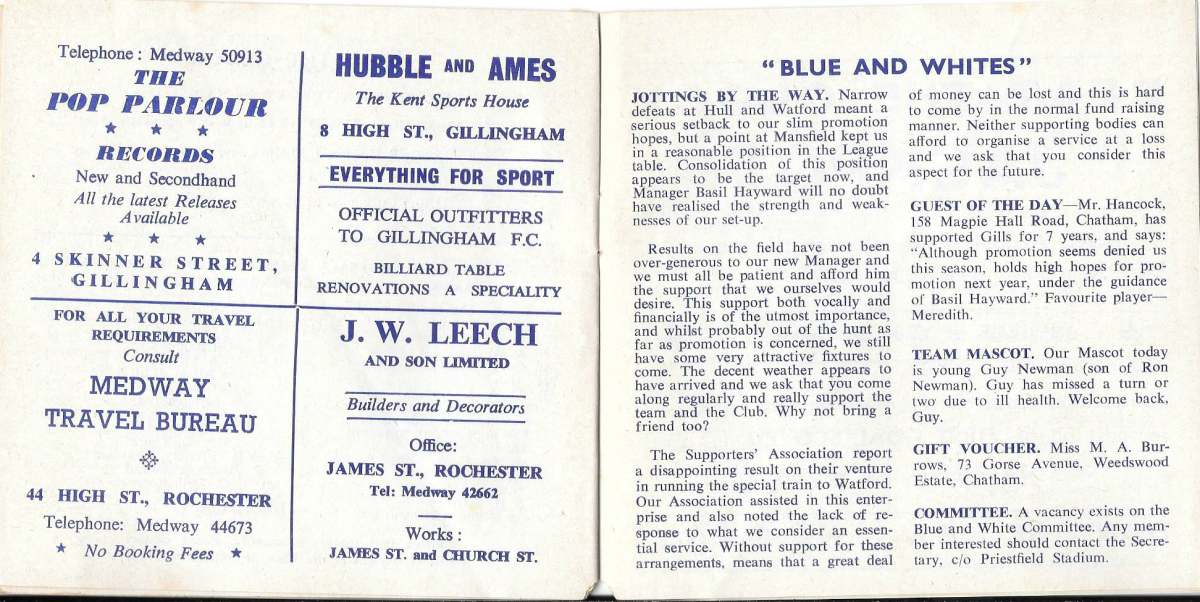 Telephone : Medway 50913
THE
POP PARLOUR
★ ★ ★
RECORDS
New and Secondhand
All the latest Releases
Available
★ ★ ★
4 SKINNER STREET,
GILLINGHAM
HUBBLE AND AMES
The Kent Sports House
8 HIGH ST., GILLINGHAM
EVERYTHING FOR SPORT
OFFICIAL OUTFITTERS
TO GILLINGHAM F.C.
BILLIARD TABLE
RENOVATIONS A SPECIALITY
FOR ALL YOUR TRAVEL
REQUIREMENTS
Consult
MEDWAY
TRAVEL BUREAU
44 HIGH ST., ROCHESTER
Telephone: Medway 44673
★ No Booking Fees ★
J. W. LEECH
AND SON LIMITED
Builders and Decorators
Office:
JAMES ST., ROCHESTER
Tel: Medway 42662
Works :
JAMES ST. and CHURCH ST.
"BLUE AND WHITES"
JOTTINGS BY THE WAY. Narrow
defeats at Hull and Watford meant a
serious setback to our slim promotion
hopes, but a point at Mansfield kept us
in a reasonable position in the League
table. Consolidation of this position
appears to be the target now, and
Manager Basil Hayward will no doubt
have realised the strength and weak-
nesses of our set-up.
Results on the field have not been
over-generous to our new Manager and
we must all be patient and afford him
the support that we ourselves would
desire. This support both vocally and
financially is of the utmost importance,
and whilst probably out of the hunt as
far as promotion is concerned, we still
have some very attractive fixtures to
come. The decent weather appears to
have arrived and we ask that you come
along regularly and really support the
team and the Club. Why not bring a
friend too?
The Supporters' Association report
a disappointing result on their venture
in running the special train to Watford.
Our Association assisted in this enter-
prise and also noted the lack of re-
sponse to what we consider an essen-
tial service. Without support for these
arrangements, means that a great deal
of money can be lost and this is hard
to come by in the normal fund raising
manner. Neither supporting bodies can
afford to organise a service at a loss
and we ask that you consider this
aspect for the future.
GUEST OF THE DAY—Mr. Hancock,
158 Magpie Hall Road, Chatham, has
supported Gills for 7 years, and says:
"Although promotion seems denied us
this season, holds high hopes for pro-
motion next year, under the guidance
of Basil Hayward." Favourite player—
Meredith.
TEAM MASCOT. Our Mascot today
is young Guy Newman (son of Ron
Newman). Guy has missed a turn or
two due to ill health. Welcome back,
Guy.
GIFT VOUCHER. Miss M. A. Bur-
rows, 73 Gorse Avenue, Weedswood
Estate, Chatham.
COMMITTEE. A vacancy exists on the
Blue and White Committee. Any mem-
ber interested should contact the Secre-
tary, c/o Priestfield Stadium.